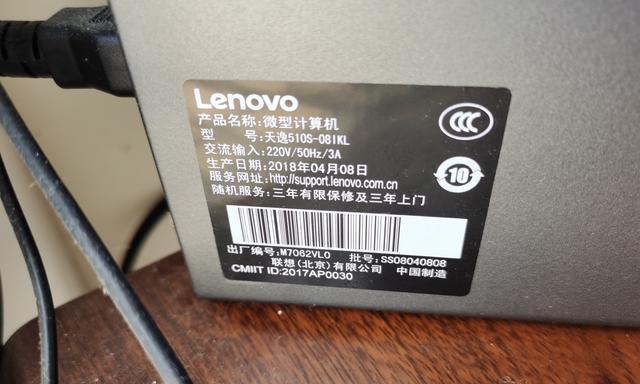 Lenovo
产品名称:微型计算机
型 号:天逸510S-08IKL
交流输入:220V/50Hz/3A
生产日期:2018年04月08日
服务网址:http://support.lenovo.com.cn
随机服务:三年有限保修及三年上门
CCC
10
出厂编号:M7062VL0 批号:SS08040808
联想(北京)有限公司 中国制造
CMIIT ID:2017AP0030